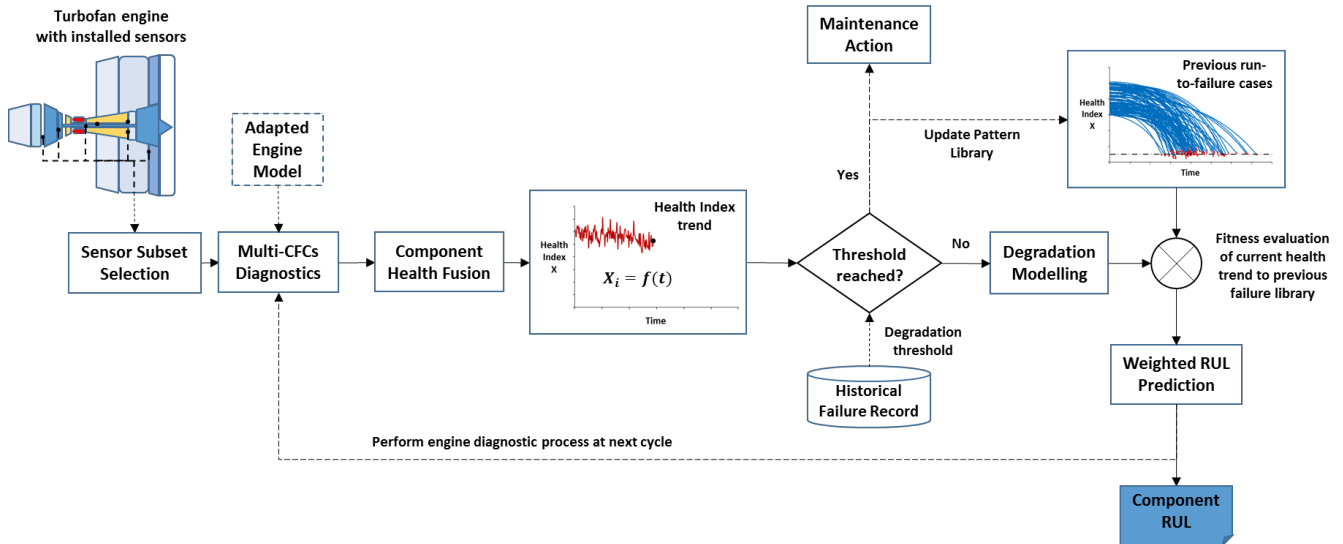 Turbofan engine
with installed sensors
Adapted
Engine
Model
Sensor Subset
Selection
Multi-CFCs
Diagnostics
Component
Health Fusion
Health Index
trend
Health
Index
X
X_i = f(t)
Time
Maintenance
Action
Yes
Update Pattern
Library
Previous run-
to-failure cases
Health
Index
X
Time
Threshold
reached?
No
Degradation
Modelling
Fitness evaluation
of current health
trend to previous
failure library
Degradation
threshold
Historical
Failure Record
Weighted RUL
Prediction
Perform engine diagnostic process at next cycle
Component
RUL